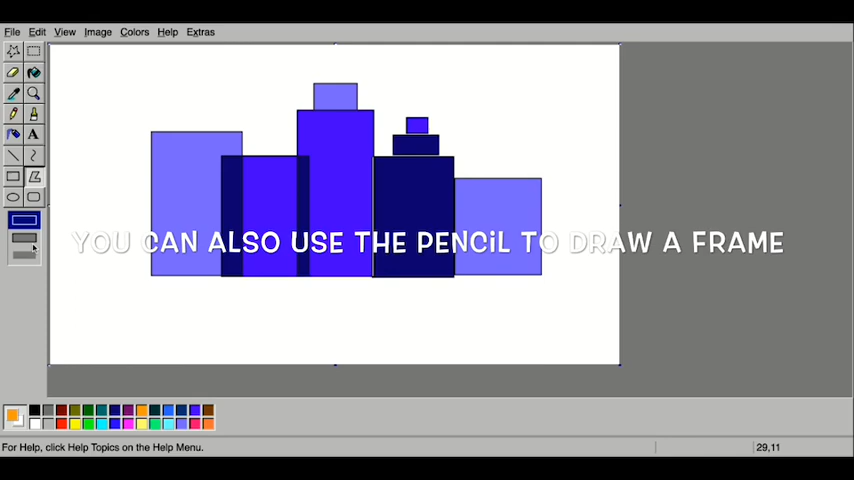 File Edit View Image Colors Help Extras
A
YOU CAN ALSO USE THE PENCIL TO DRAW A FRAME
For Help, click Help Topics on the Help Menu.
29,11